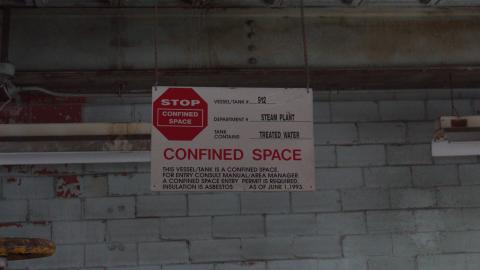 STOP
CONFINED
SPACE
VESSEL/TANK # 912
DEPARTMENT # STEAM PLANT
TANK
CONTAINS TREATED WATER
CONFINED SPACE
THIS VESSEL/TANK IS A CONFINED SPACE.
FOR ENTRY CONSULT MANUAL/AREA MANAGER
A CONFINED SPACE ENTRY PERMIT IS REQUIRED.
INSULATION IS ASBESTOS AS OF JUNE 1,1993.